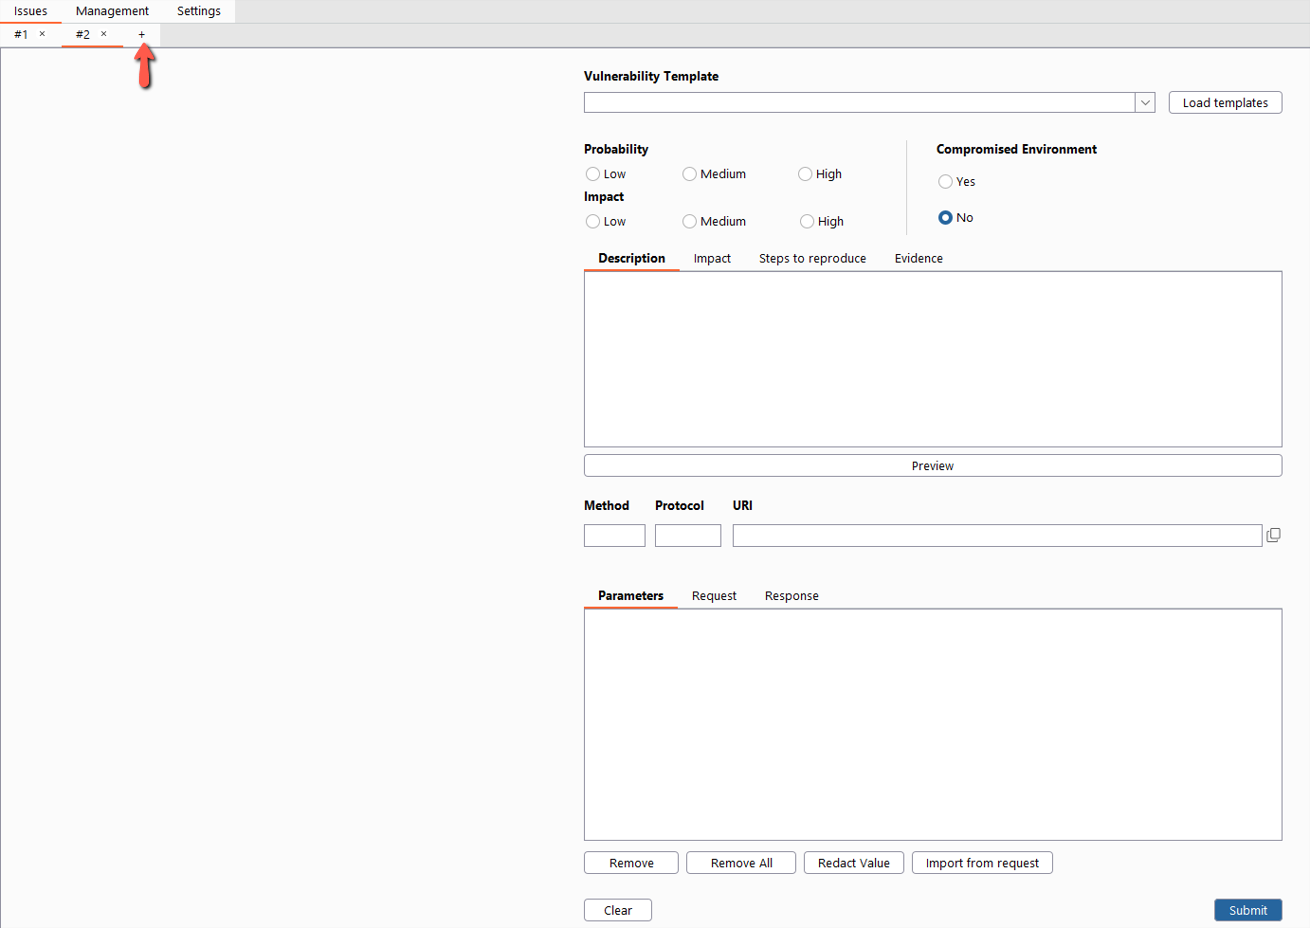 Issues Management Settings
#1 × #2 × +
Vulnerability Template
Load templates
Probability
Compromised Environment
Low Medium High
Yes
Impact
Low Medium High
No
Description Impact Steps to reproduce Evidence
Preview
Method Protocol URI
Parameters Request Response
Remove Remove All Redact Value Import from request
Clear Submit